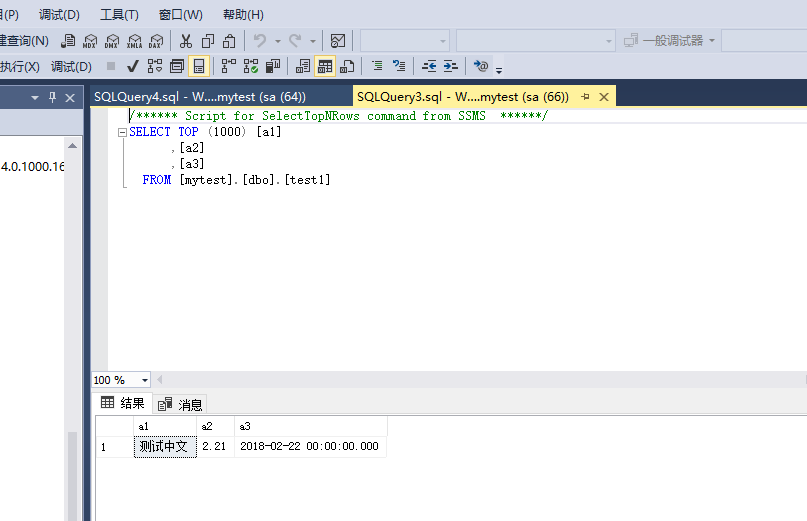 目(P) 调试(D) 工具(T) 窗口(W) 帮助(H)
建查询(N) MDX DMX XMLA DAX 一般调试器
执行(X) 调试(D)
SQLQuery4.sql - W....mytest (sa (64)) SQLQuery3.sql - W....mytest (sa (66))
4.0.1000.16
/****** Script for SelectTopNRows command from SSMS ******/
SELECT TOP (1000) [a1]
,[a2]
,[a3]
FROM [mytest].[dbo].[test1]
100 %
结果 消息
a1 a2 a3
1 测试中文 2.21 2018-02-22 00:00:00.000